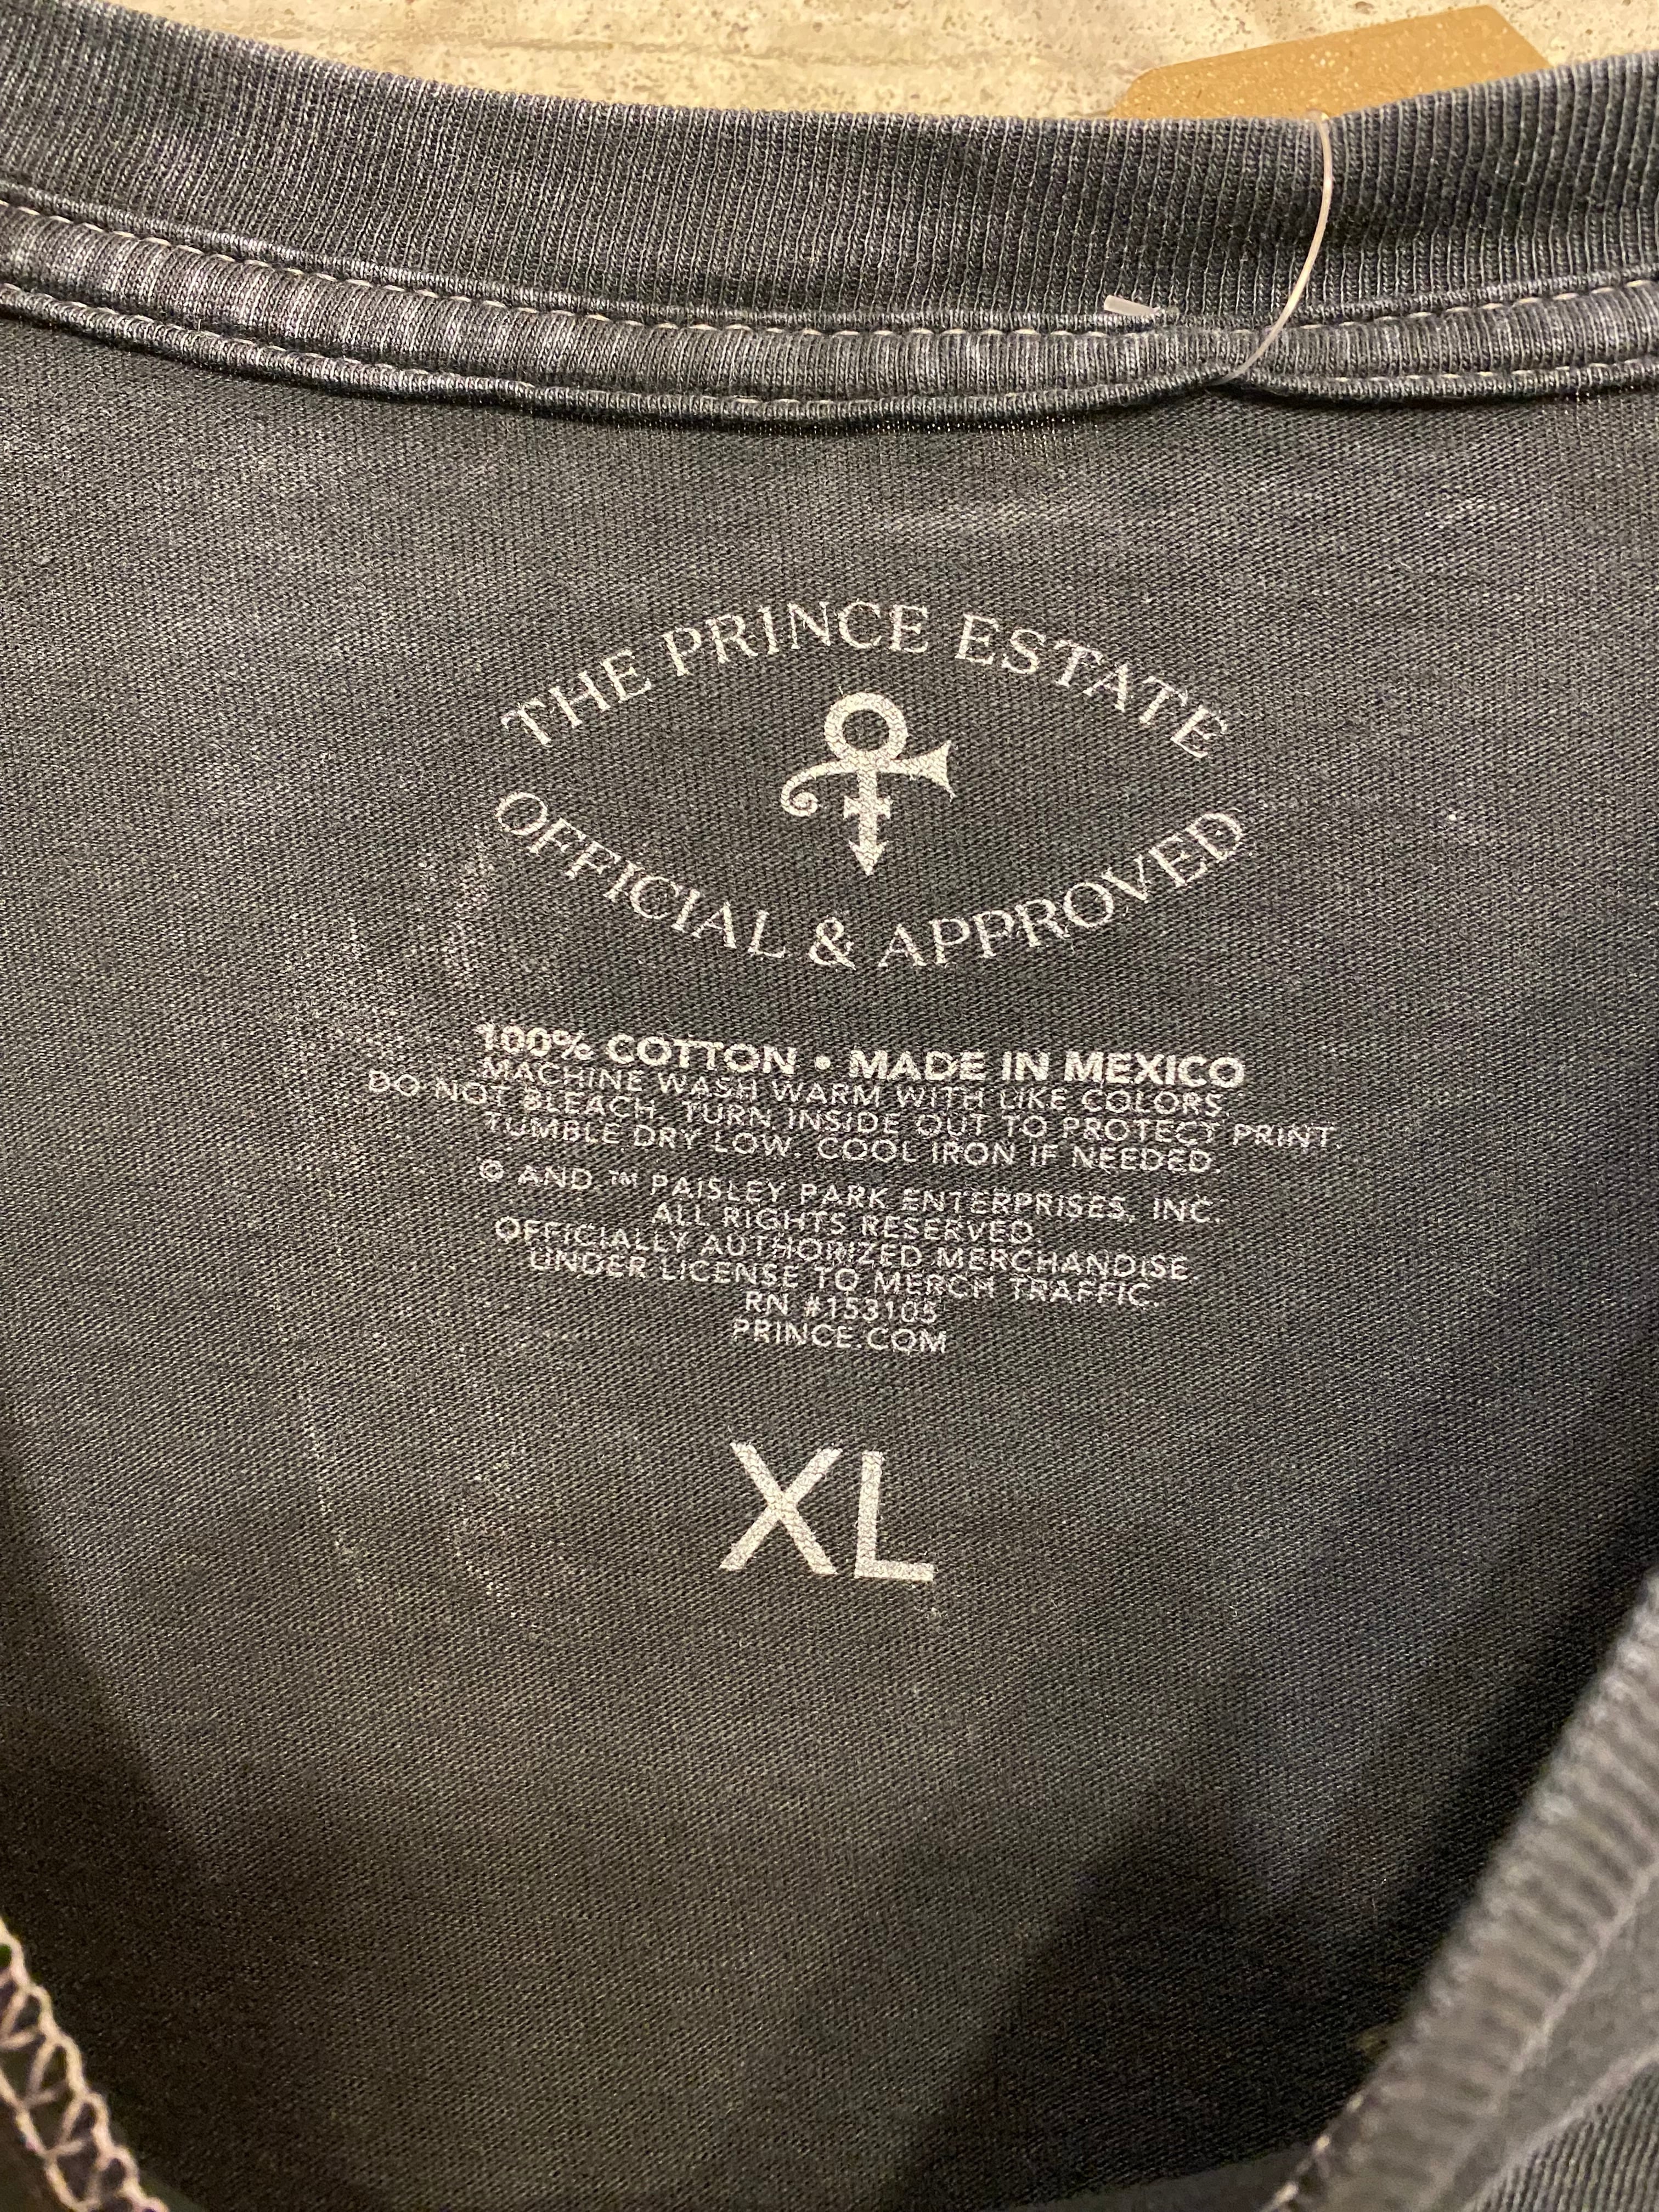 THE PRINCE ESTATE
OFFICIAL & APPROVED
100% COTTON • MADE IN MEXICO
MACHINE WASH WARM WITH LIKE COLORS.
DO NOT BLEACH. TURN INSIDE OUT TO PROTECT PRINT.
TUMBLE DRY LOW. COOL IRON IF NEEDED.
© AND ™ PAISLEY PARK ENTERPRISES, INC.
ALL RIGHTS RESERVED.
OFFICIALLY AUTHORIZED MERCHANDISE.
UNDER LICENSE TO MERCH TRAFFIC.
RN #153105
PRINCE.COM
XL